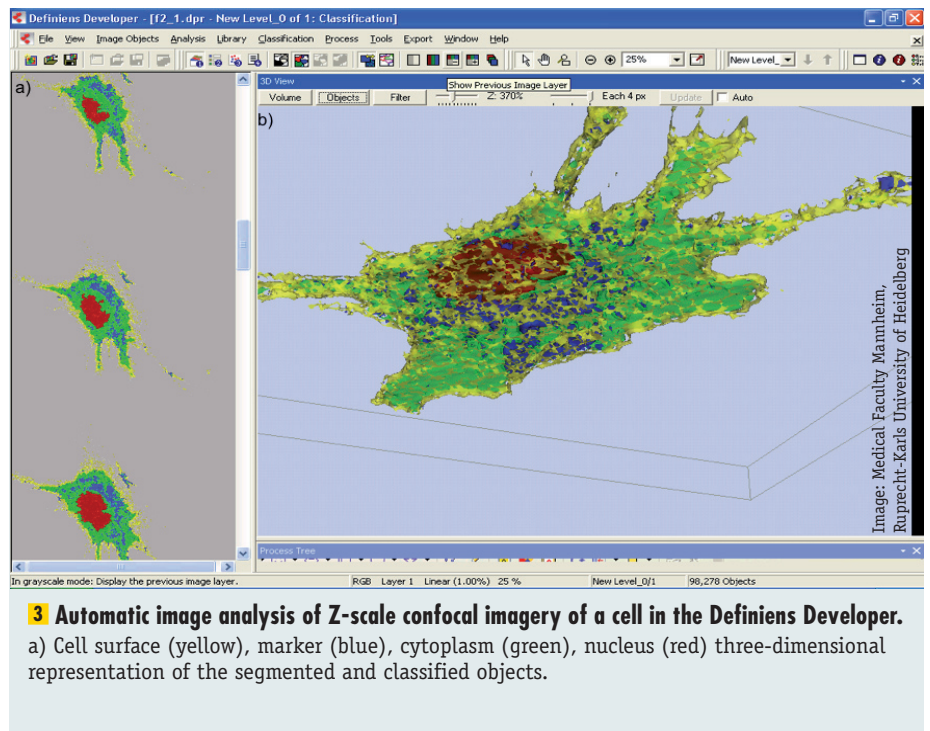 Definiens Developer - [f2_1.dpr - New Level_0 of 1: Classification]
File View Image Objects Analysis Library Classification Process Tools Export Window Help
25% New Level_
a)
3D View
Show Previous Image Layer
Volume Objects Filter Z: 370% Each 4 px Update Auto
b)
Image: Medical Faculty Mannheim,
Ruprecht-Karls University of Heidelberg
Process Tree
In grayscale mode: Display the previous image layer. RGB Layer 1 Linear (1.00%) 25 % New Level_0/1 98,278 Objects
3 Automatic image analysis of Z-scale confocal imagery of a cell in the Definiens Developer.
a) Cell surface (yellow), marker (blue), cytoplasm (green), nucleus (red) three-dimensional
representation of the segmented and classified objects.